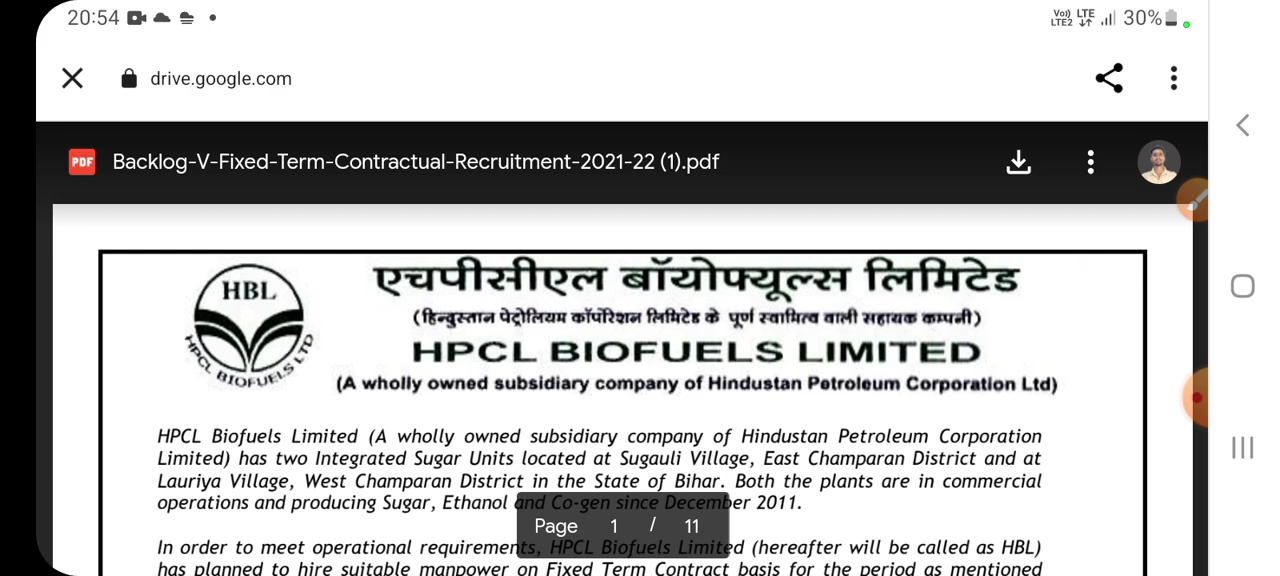 20:54
Vo)) LTE
LTE2
30%
drive.google.com
PDF Backlog-V-Fixed-Term-Contractual-Recruitment-2021-22 (1).pdf
HBL
HPCL BIOFUELS LTD
एचपीसीएल बॉयोफ्यूल्स लिमिटेड
(हिन्दुस्तान पेट्रोलियम कॉर्पोरेशन लिमिटेड के पूर्ण स्वामित्व वाली सहायक कम्पनी)
HPCL BIOFUELS LIMITED
(A wholly owned subsidiary company of Hindustan Petroleum Corporation Ltd)
HPCL Biofuels Limited (A wholly owned subsidiary company of Hindustan Petroleum Corporation
Limited) has two Integrated Sugar Units located at Sugauli Village, East Champaran District and at
Lauriya Village, West Champaran District in the State of Bihar. Both the plants are in commercial
operations and producing Sugar, Ethanol and Co-gen since December 2011.
Page 1 / 11
In order to meet operational requirements, HPCL Biofuels Limited (hereafter will be called as HBL)
has planned to hire suitable manpower on Fixed Term Contract basis for the period as mentioned